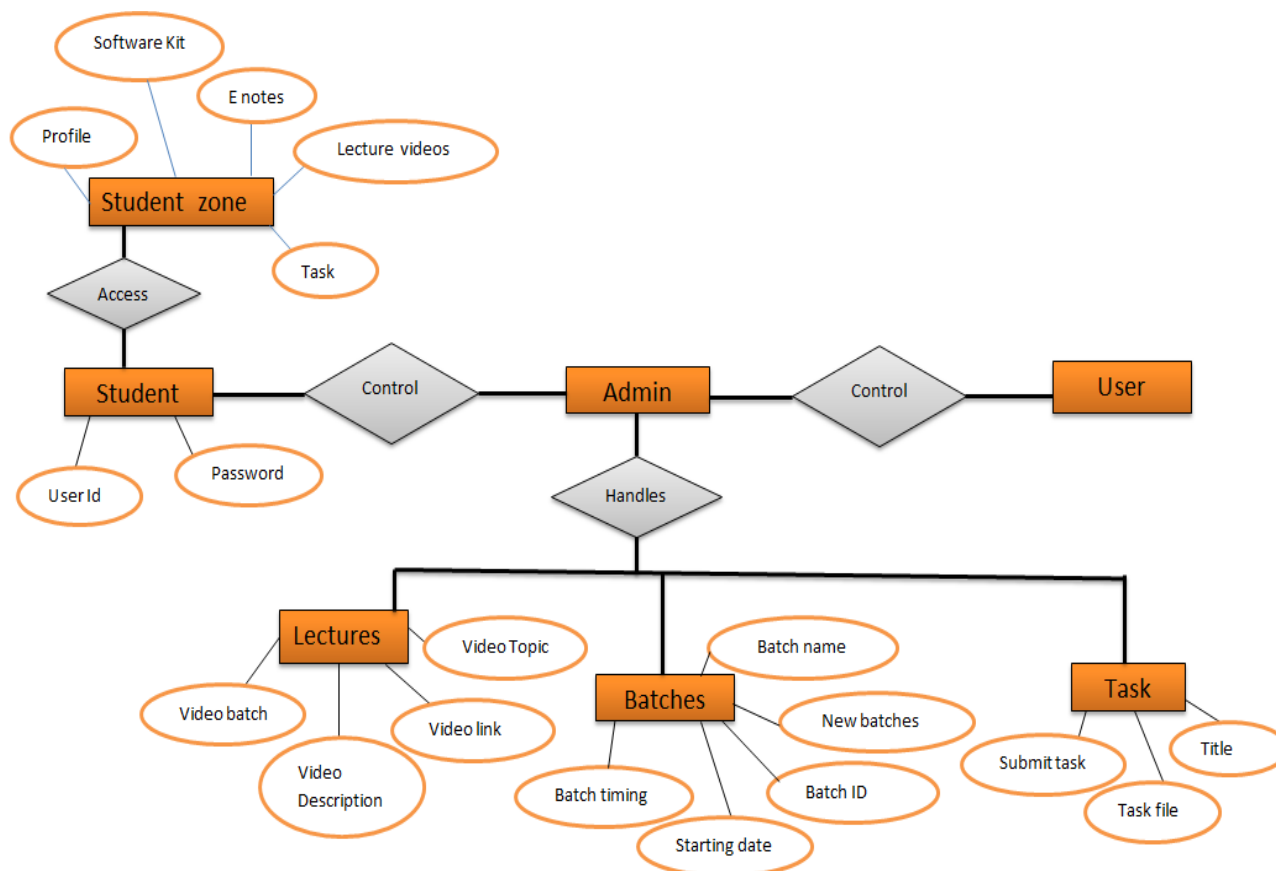 Software Kit
E notes
Profile
Lecture videos
Student zone
Task
Access
Student
Control
Admin
Control
User
User Id
Password
Handles
Lectures
Video Topic
Batch name
Video batch
Video link
Batches
New batches
Task
Video
Description
Batch timing
Batch ID
Submit task
Title
Starting date
Task file